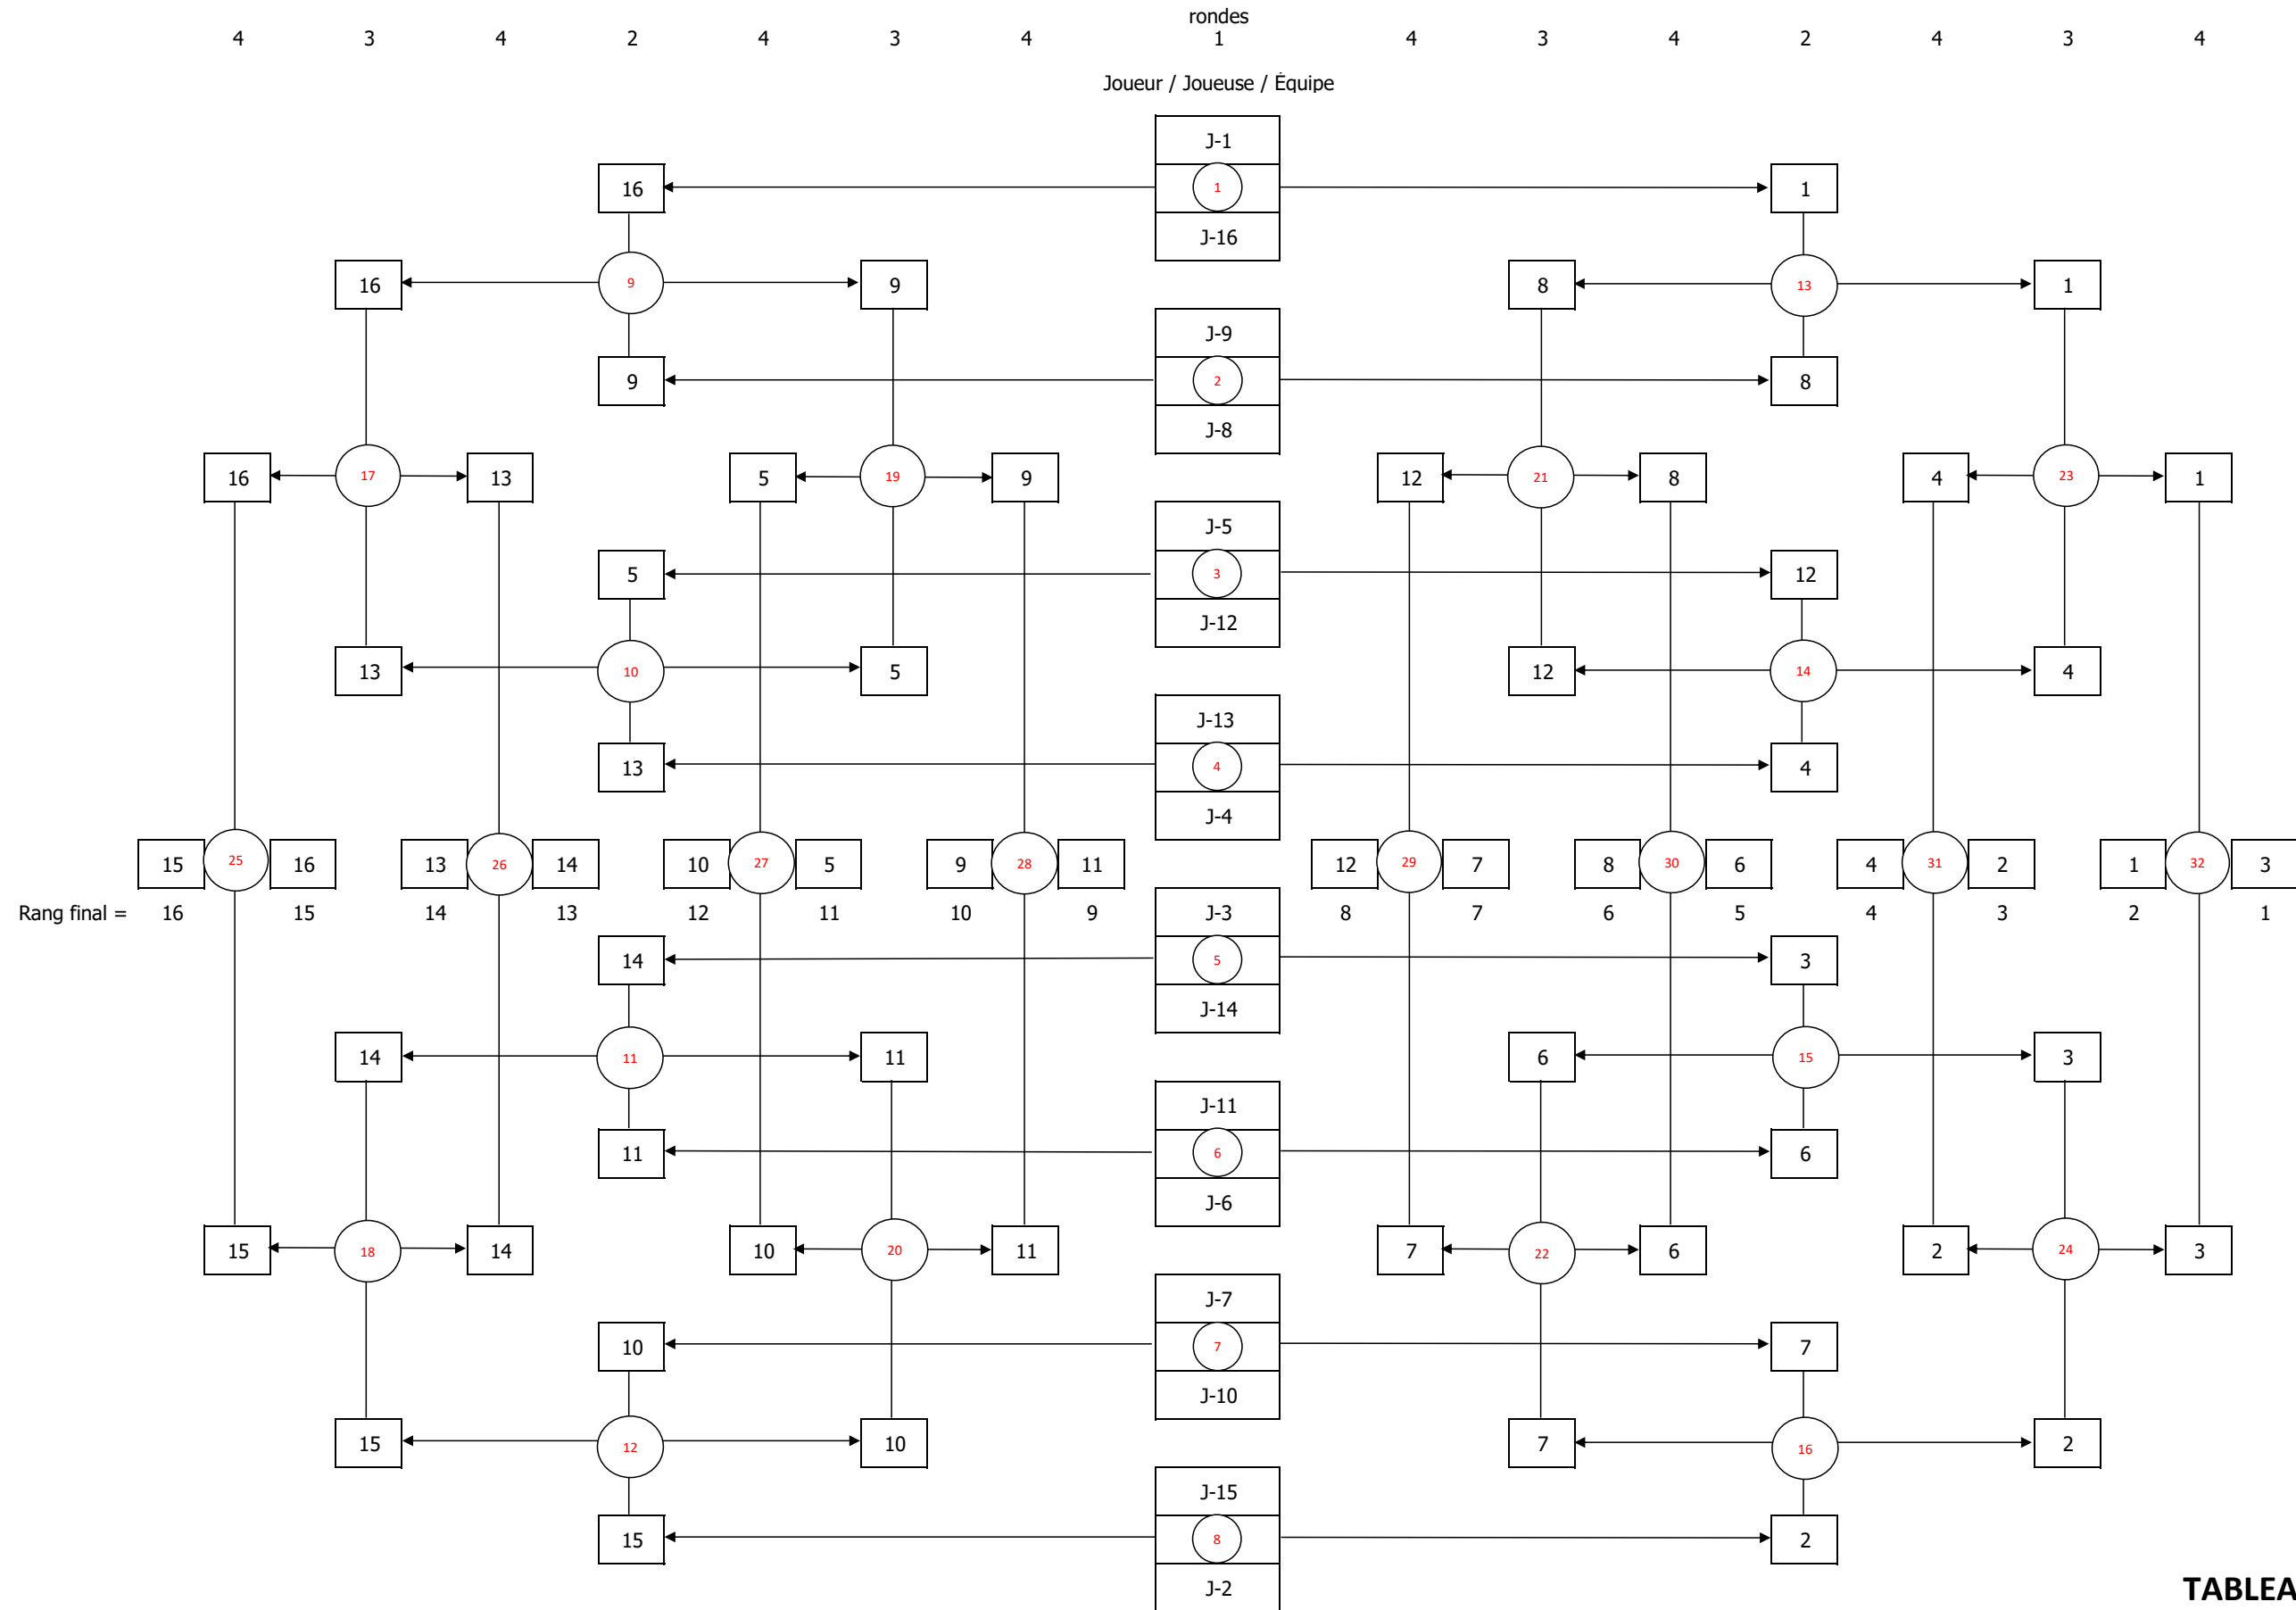 rondes
4 3 4 2 4 3 4 1 4 3 4 2 4 3 4
Joueur / Joueuse / Équipe
J-1
16 1 1
J-16
16 9 9 8 13 1
J-9
9 2 8
J-8
16 17 13 5 19 9 12 21 8 4 23 1
J-5
5 3 12
J-12
13 10 5 12 14 4
J-13
13 4 4
J-4
15 25 16 13 26 14 10 27 5 9 28 11 12 29 7 8 30 6 4 31 2 1 32 3
Rang final = 16 15 14 13 12 11 10 9 J-3 8 7 6 5 4 3 2 1
14 5 3
J-14
14 11 11 6 15 3
J-11
11 6 6
J-6
15 18 14 10 20 11 7 22 6 2 24 3
J-7
10 7 7
J-10
15 12 10 7 16 2
J-15
15 8 2
J-2
TABLEA